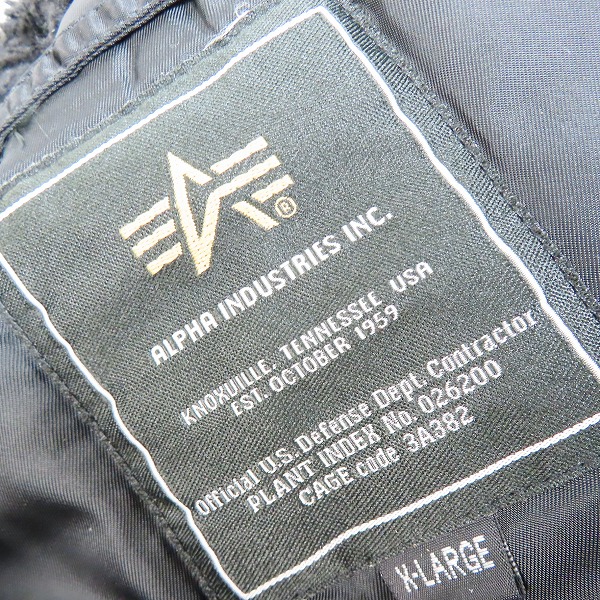 ®
ALPHA INDUSTRIES INC.
KNOXVILLE, TENNESSEE USA
EST. OCTOBER 1959
Official U.S. Defense Dept. Contractor
PLANT INDEX No. 026200
CAGE code 3A382
X-LARGE